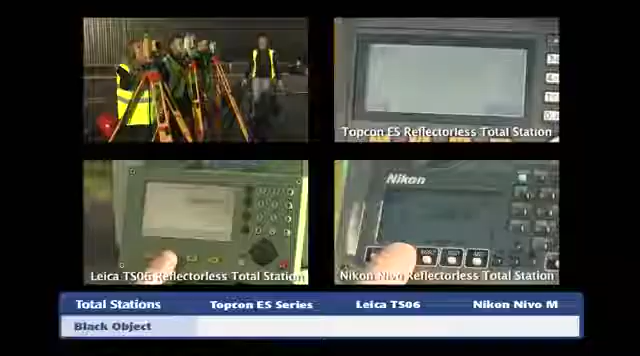 Topcon ES Reflectorless Total Station
Nikon
Leica TS06 Reflectorless Total Station
Nikon Nivo Reflectorless Total Station
Total Stations Topcon ES Series Leica TS06 Nikon Nivo M
Black Object